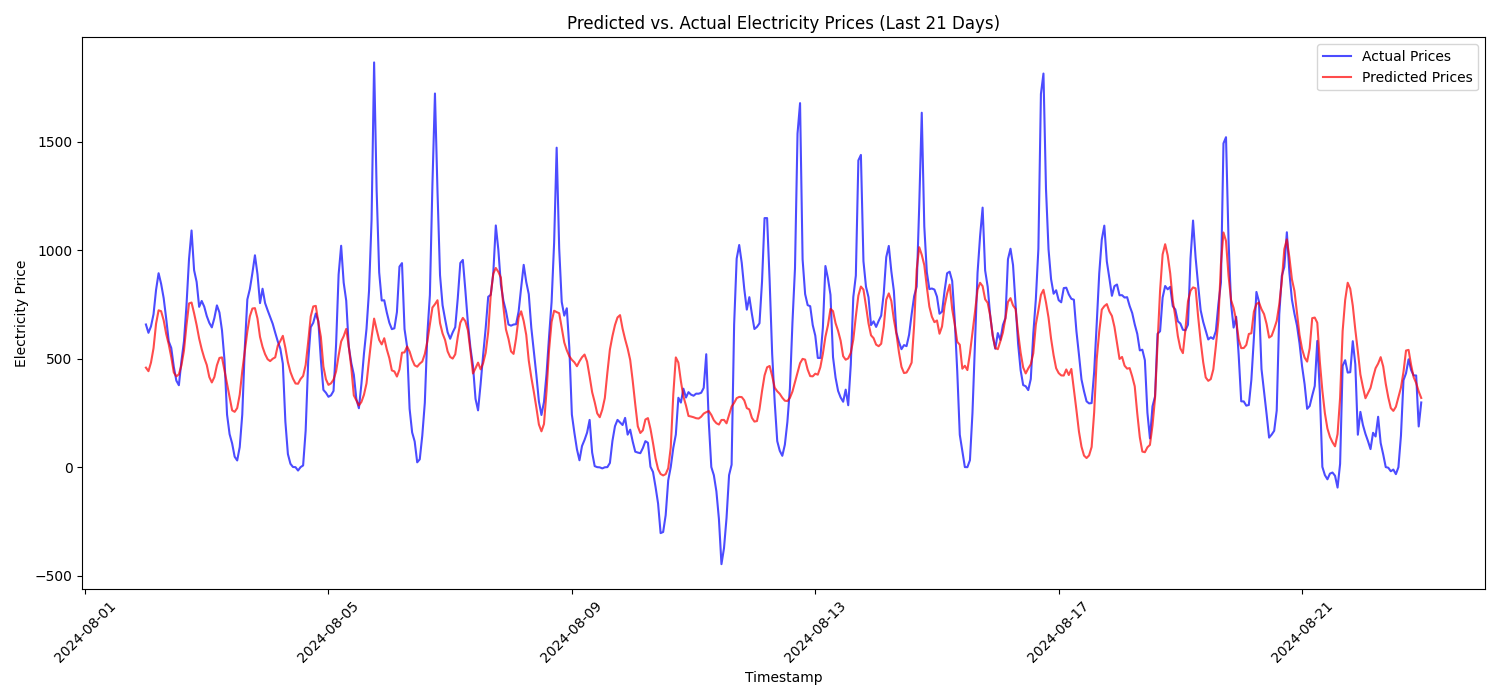 Predicted vs. Actual Electricity Prices (Last 21 Days)
Actual Prices
Predicted Prices
Electricity Price
1500
1000
500
0
−500
2024-08-01
2024-08-05
2024-08-09
2024-08-13
2024-08-17
2024-08-21
Timestamp